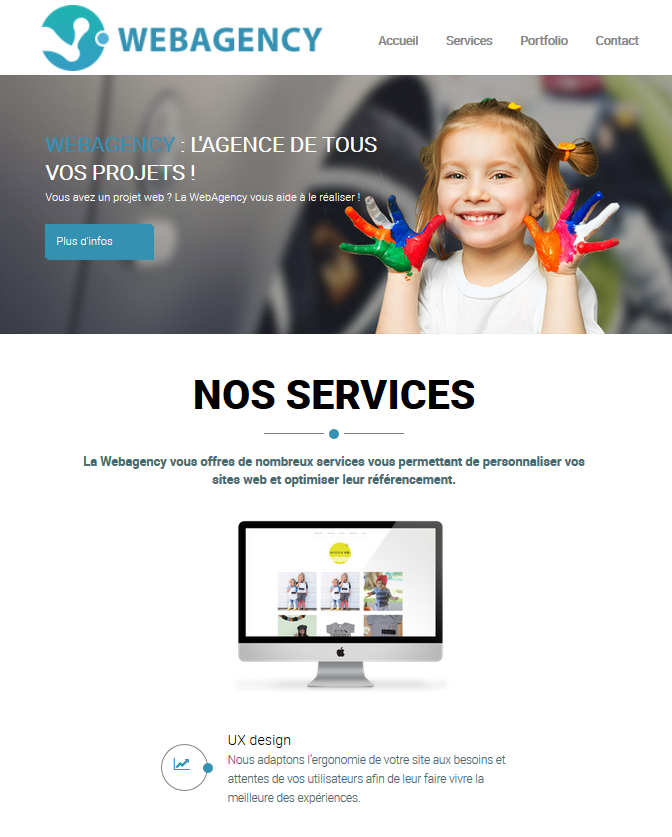 WEBAGENCY
Accueil Services Portfolio Contact
WEBAGENCY : L'AGENCE DE TOUS
VOS PROJETS !
Vous avez un projet web ? La WebAgency vous aide à le réaliser !
Plus d'infos
NOS SERVICES
La Webagency vous offres de nombreux services vous permettant de personnaliser vos
sites web et optimiser leur référencement.
UX design
Nous adaptons l'ergonomie de votre site aux besoins et
attentes de vos utilisateurs afin de leur faire vivre la
meilleure des expériences.